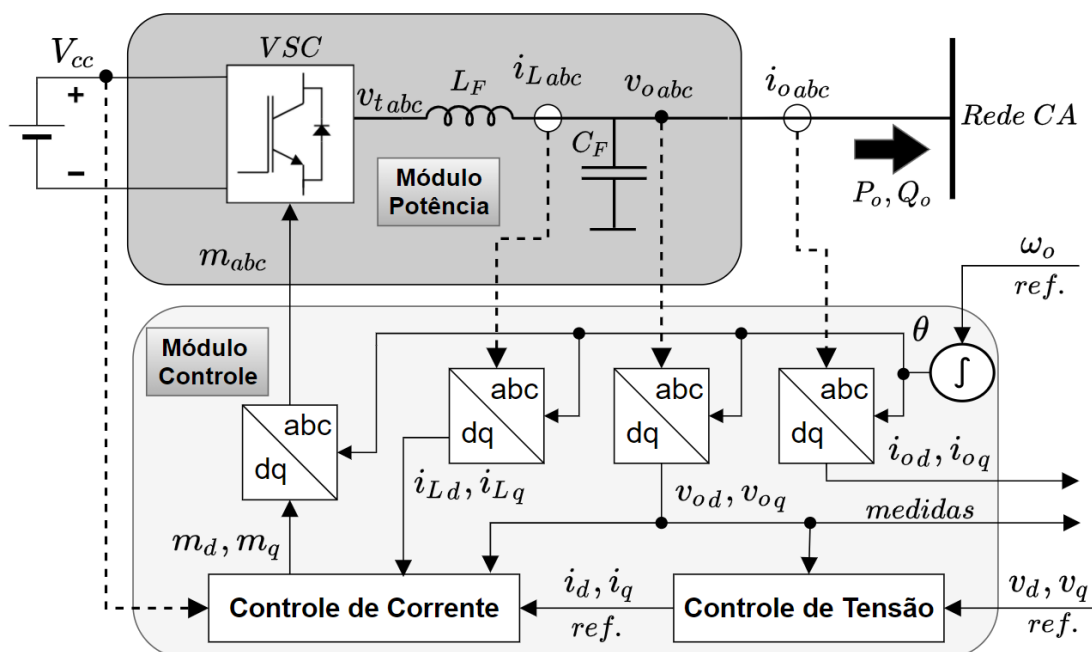 VSC
V_cc
+
−
v_t abc
L_F
i_L abc
v_o abc
i_o abc
Rede CA
C_F
P_o, Q_o
Módulo
Potência
m_abc
ω_o
ref.
Módulo
Controle
θ
∫
abc
dq
abc
dq
abc
dq
abc
dq
i_Ld, i_Lq
v_od, v_oq
i_od, i_oq
medidas
m_d, m_q
Controle de Corrente
i_d, i_q
ref.
Controle de Tensão
v_d, v_q
ref.